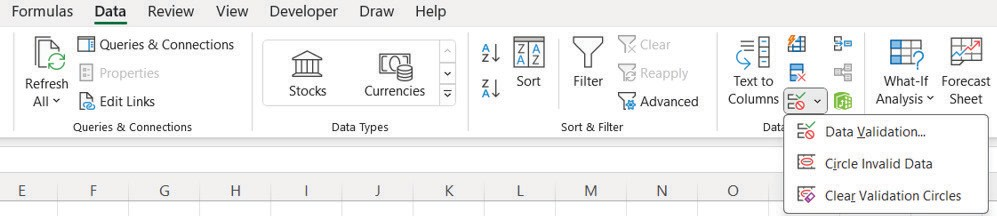 Formulas Data Review View Developer Draw Help
Refresh All
Queries & Connections
Properties
Edit Links
Queries & Connections
Stocks
Currencies
Data Types
A Z
Z A
Z A
A Z
Sort
Filter
Clear
Reapply
Advanced
Sort & Filter
Text to
Columns
Dat
What-If
Analysis
Forecast
Sheet
Data Validation...
Circle Invalid Data
Clear Validation Circles
E F G H I J K L M N O